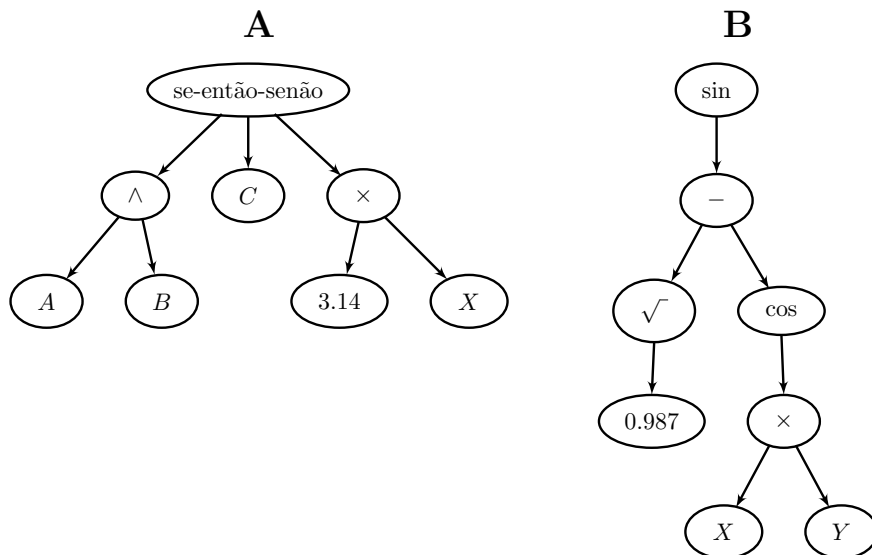 A
B
se-então-senão
sin
∧
C
×
−
A
B
3.14
X
√
cos
0.987
×
X
Y